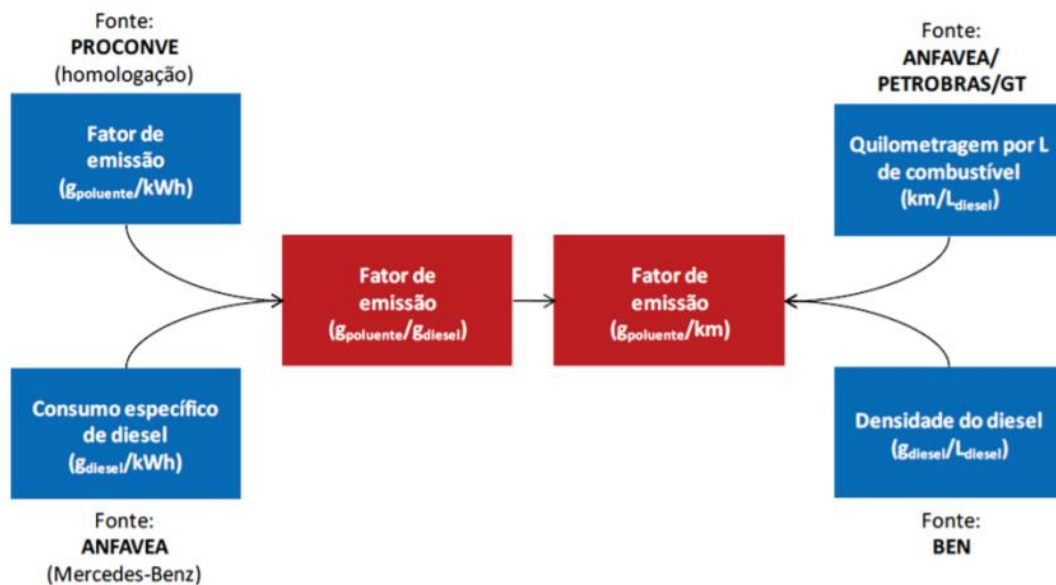 Fonte:
PROCONVE
(homologação)
Fator de
emissão
(gpoluente/kWh)
Fonte:
ANFAVEA/
PETROBRAS/GT
Quilometragem por L
de combustível
(km/Ldiesel)
Fator de
emissão
(gpoluente/gdiesel)
Fator de
emissão
(gpoluente/km)
Consumo específico
de diesel
(gdiesel/kWh)
Fonte:
ANFAVEA
(Mercedes-Benz)
Densidade do diesel
(gdiesel/Ldiesel)
Fonte:
BEN